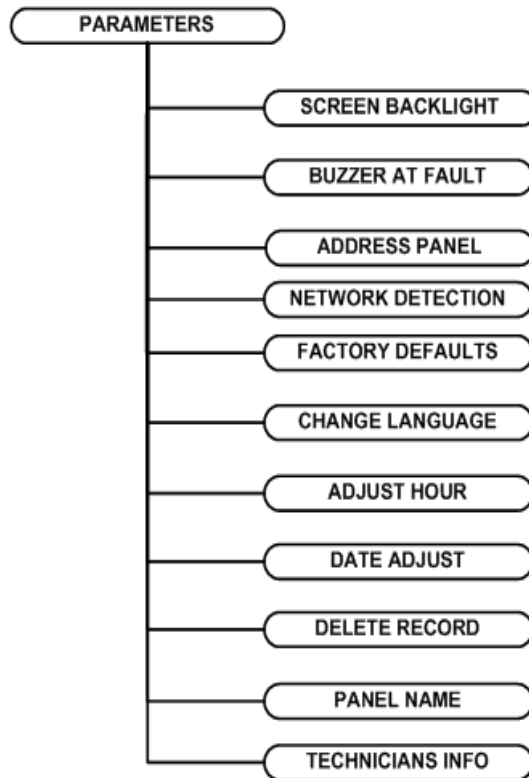 PARAMETERS
SCREEN BACKLIGHT
BUZZER AT FAULT
ADDRESS PANEL
NETWORK DETECTION
FACTORY DEFAULTS
CHANGE LANGUAGE
ADJUST HOUR
DATE ADJUST
DELETE RECORD
PANEL NAME
TECHNICIANS INFO